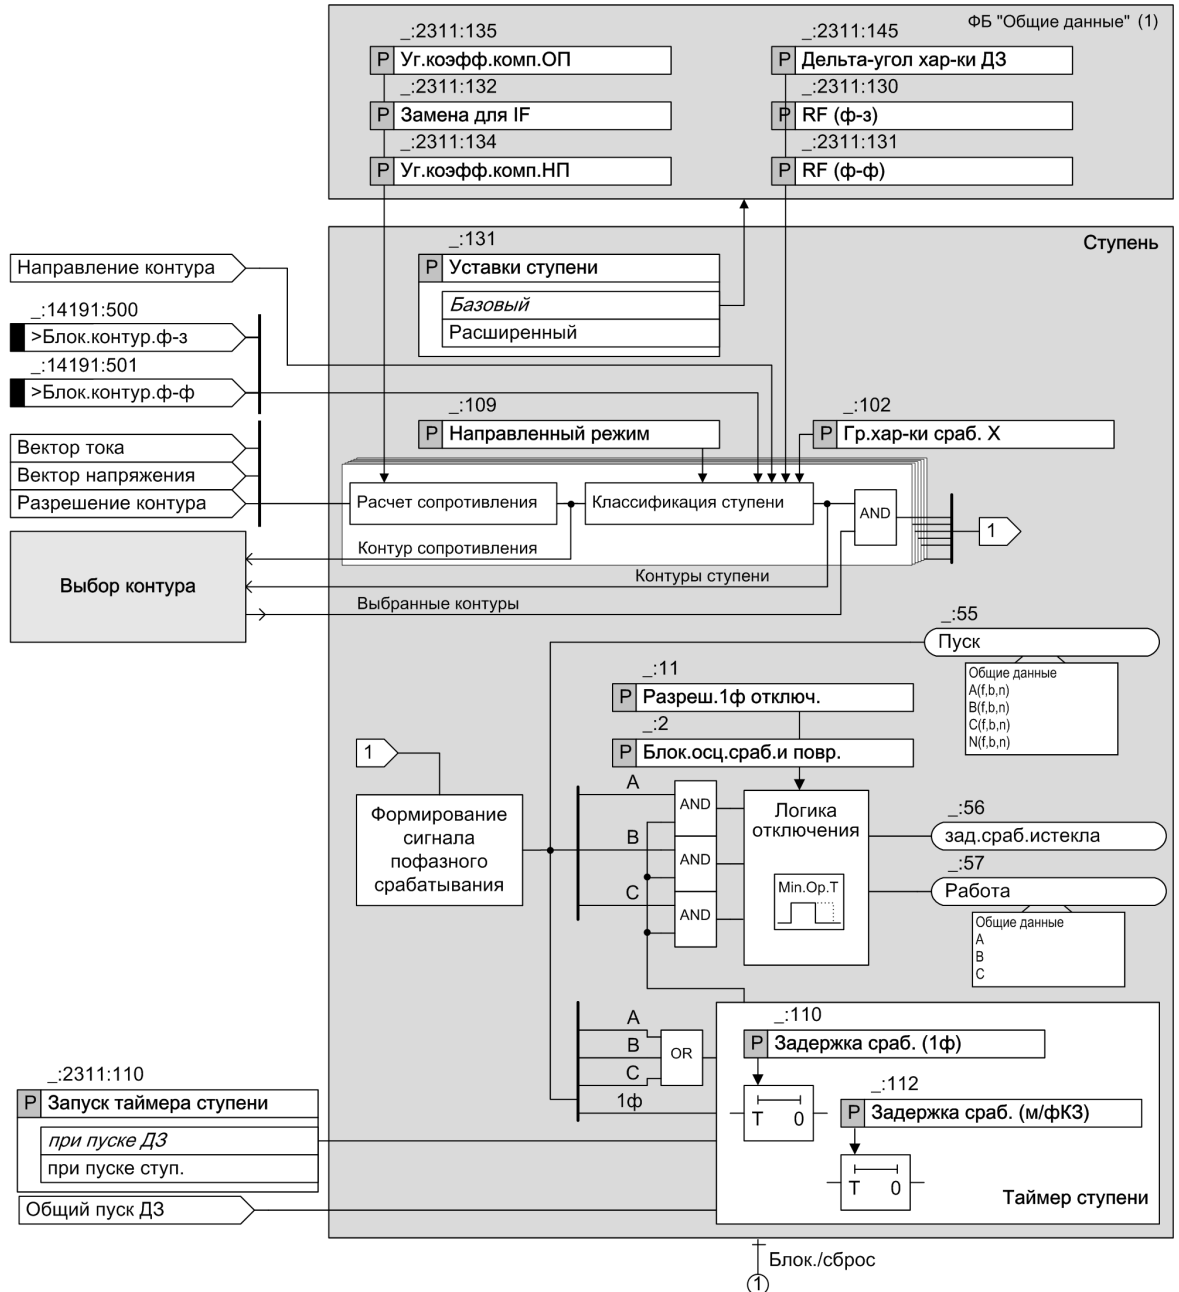 ФБ "Общие данные" (1)
_:2311:135
P Уг.коэфф.комп.ОП
_:2311:132
P Замена для IF
_:2311:134
P Уг.коэфф.комп.НП
_:2311:145
P Дельта-угол хар-ки ДЗ
_:2311:130
P RF (ф-з)
_:2311:131
P RF (ф-ф)
Ступень
_:131
P Уставки ступени
Базовый
Расширенный
Направление контура
_:14191:500
>Блок.контур.ф-з
_:14191:501
>Блок.контур.ф-ф
_:109
P Направленный режим
_:102
P Гр.хар-ки сраб. X
Вектор тока
Вектор напряжения
Разрешение контура
Расчет сопротивления
Классификация ступени
AND
1
Контур сопротивления
Контуры ступени
Выбор контура
Выбранные контуры
_:55
Пуск
Общие данные
A(f,b,n)
B(f,b,n)
C(f,b,n)
N(f,b,n)
_:11
P Разреш.1ф отключ.
_:2
P Блок.осц.сраб.и повр.
1
Формирование
сигнала
пофазного
срабатывания
A
B
C
AND
AND
AND
Логика
отключения
Min.Op.T
_:56
зад.сраб.истекла
_:57
Работа
Общие данные
A
B
C
A
B
C
1ф
OR
_:110
P Задержка сраб. (1ф)
T 0
_:112
P Задержка сраб. (м/фКЗ)
T 0
Таймер ступени
_:2311:110
P Запуск таймера ступени
при пуске ДЗ
при пуске ступ.
Общий пуск ДЗ
Блок./сброс
1